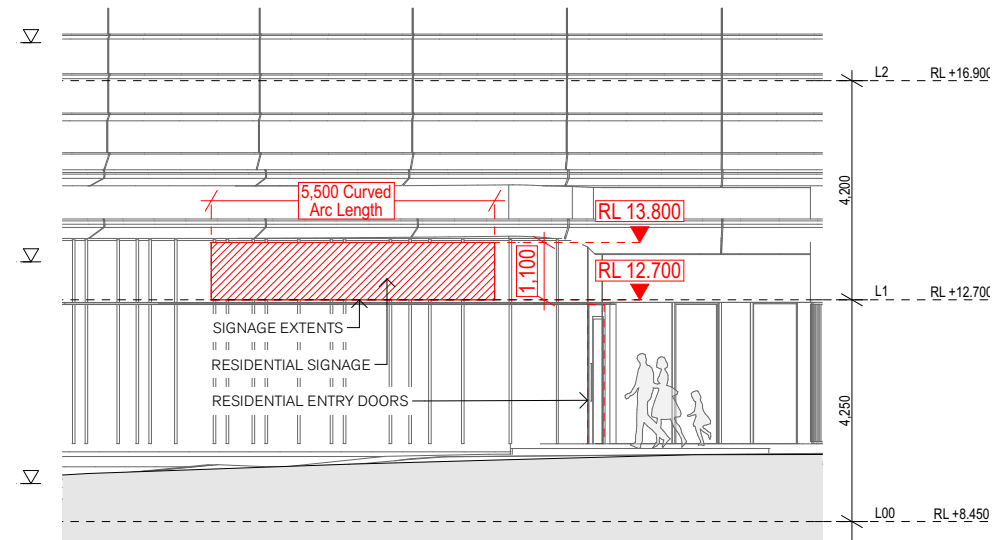 L2 RL +16.900
5,500 Curved
Arc Length
4.200
RL 13.800
1,100
RL 12.700
L1 RL +12.700
SIGNAGE EXTENTS
RESIDENTIAL SIGNAGE
RESIDENTIAL ENTRY DOORS
4.250
L00 RL +8.450